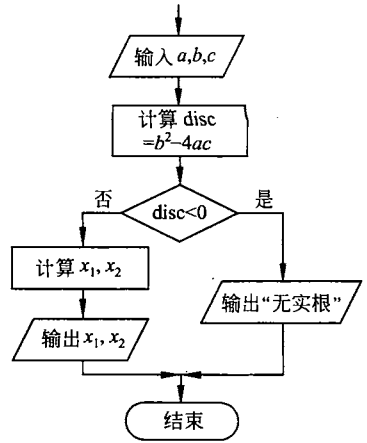 输入 a,b,c
计算 disc
=b²−4ac
否
是
disc<0
计算 x₁, x₂
输出“无实根”
输出 x₁, x₂
结束